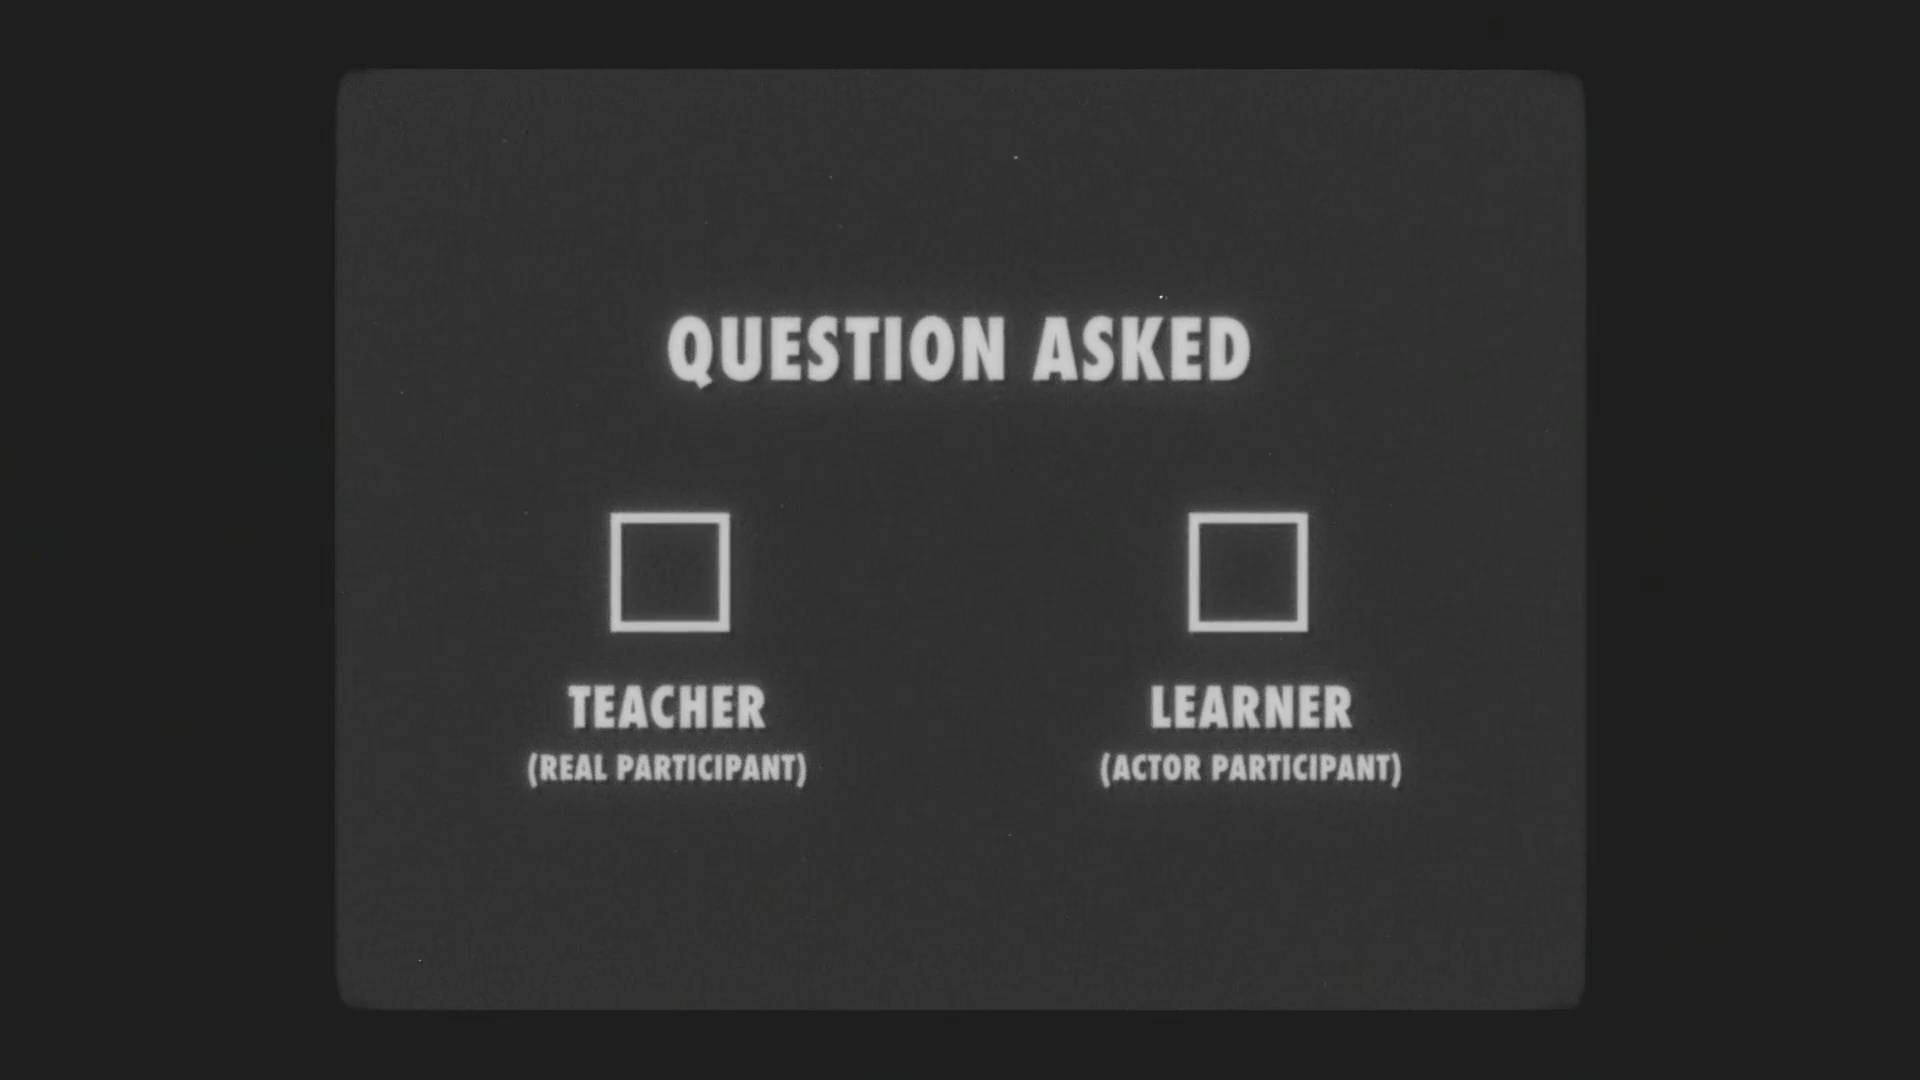 QUESTION ASKED
TEACHER
(REAL PARTICIPANT)
LEARNER
(ACTOR PARTICIPANT)